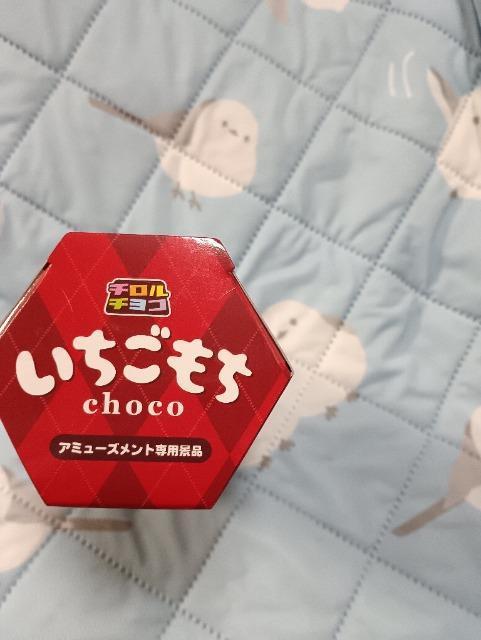 チロル
チョコ
いちごもち
choco
アミューズメント専用景品